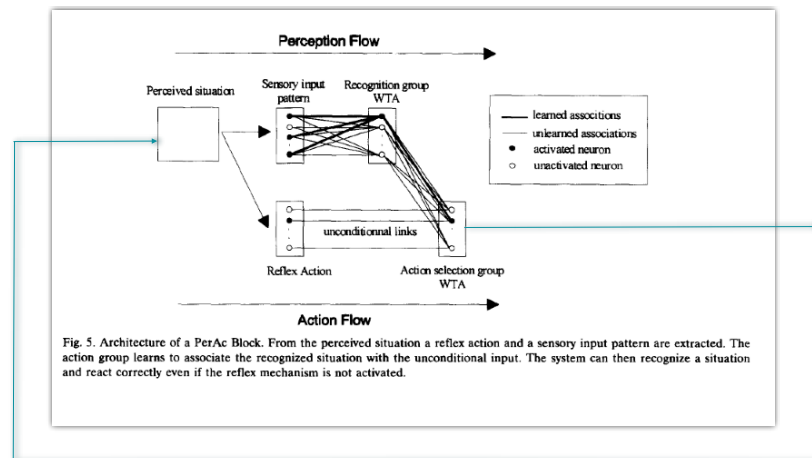 Perception Flow
Perceived situation
Sensory input
pattern
Recognition group
WTA
learned associtions
unlearned associations
activated neuron
unactivated neuron
unconditionnal links
Reflex Action
Action selection group
WTA
Action Flow
Fig. 5. Architecture of a PerAc Block. From the perceived situation a reflex action and a sensory input pattern are extracted. The
action group learns to associate the recognized situation with the unconditional input. The system can then recognize a situation
and react correctly even if the reflex mechanism is not activated.